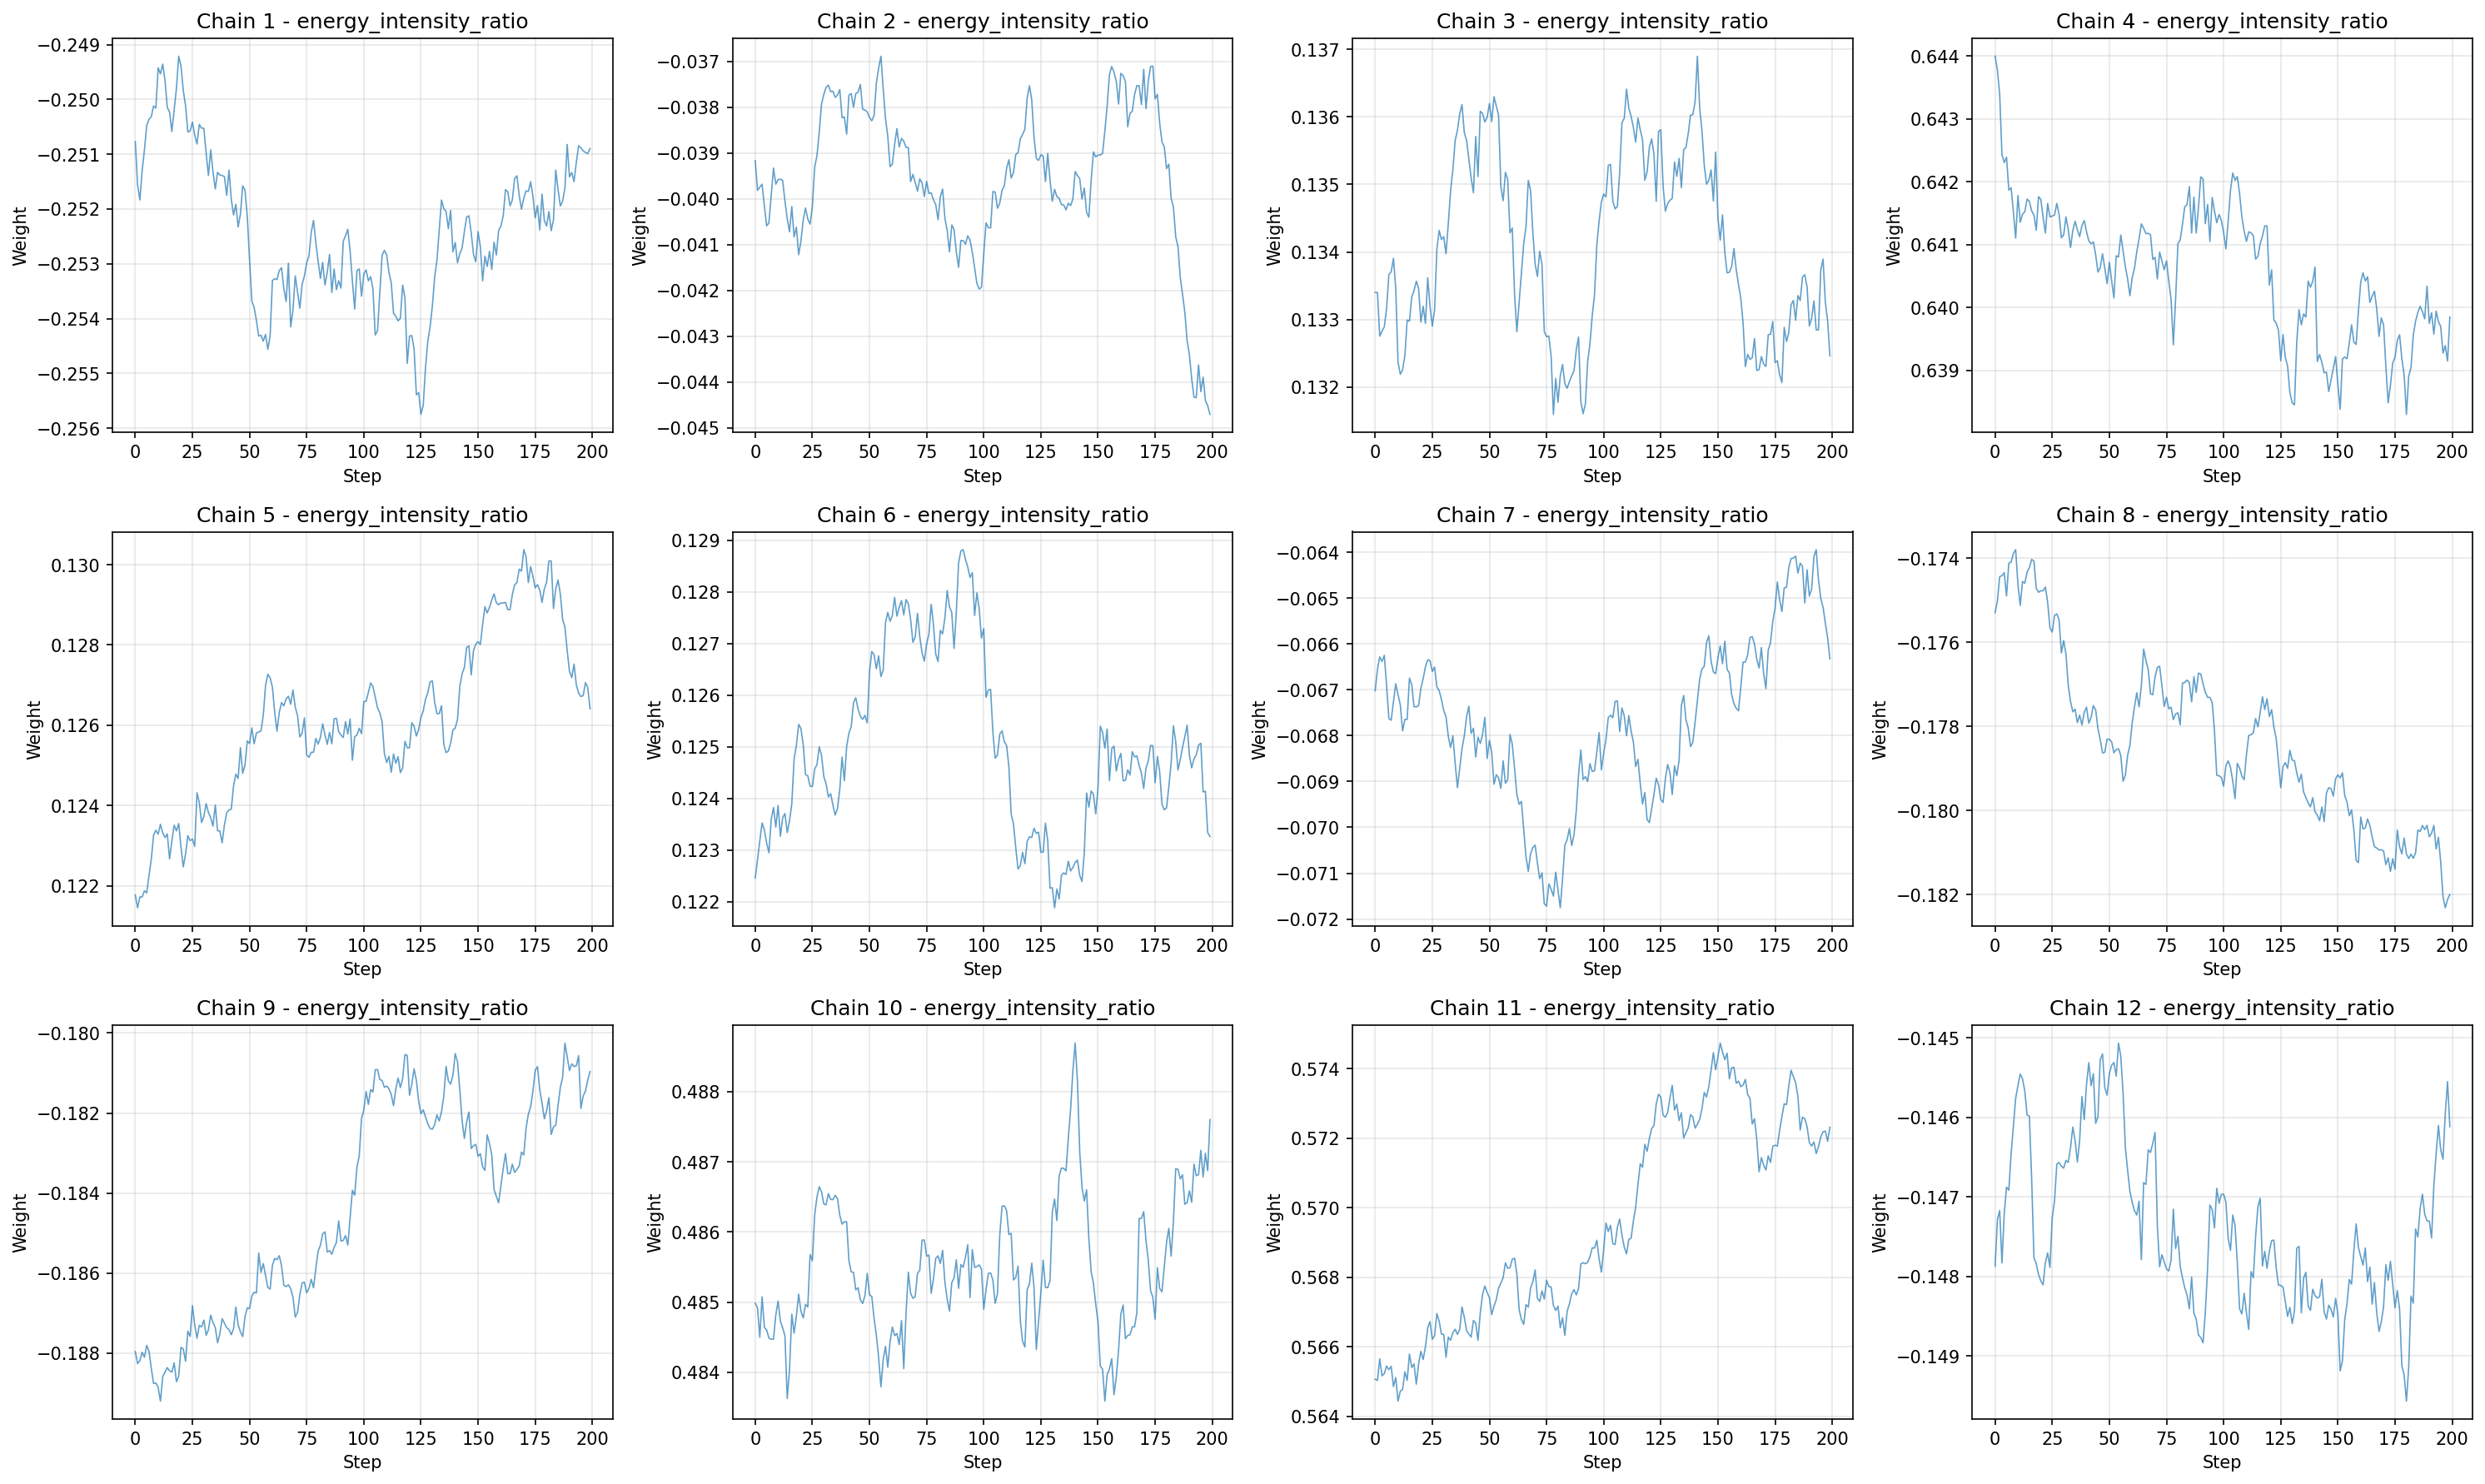 Chain 1 - energy_intensity_ratio
Weight
−0.249
−0.250
−0.251
−0.252
−0.253
−0.254
−0.255
−0.256
0 25 50 75 100 125 150 175 200
Step
Chain 2 - energy_intensity_ratio
Weight
−0.037
−0.038
−0.039
−0.040
−0.041
−0.042
−0.043
−0.044
−0.045
0 25 50 75 100 125 150 175 200
Step
Chain 3 - energy_intensity_ratio
Weight
0.137
0.136
0.135
0.134
0.133
0.132
0 25 50 75 100 125 150 175 200
Step
Chain 4 - energy_intensity_ratio
Weight
0.644
0.643
0.642
0.641
0.640
0.639
0 25 50 75 100 125 150 175 200
Step
Chain 5 - energy_intensity_ratio
Weight
0.130
0.128
0.126
0.124
0.122
0 25 50 75 100 125 150 175 200
Step
Chain 6 - energy_intensity_ratio
Weight
0.129
0.128
0.127
0.126
0.125
0.124
0.123
0.122
0 25 50 75 100 125 150 175 200
Step
Chain 7 - energy_intensity_ratio
Weight
−0.064
−0.065
−0.066
−0.067
−0.068
−0.069
−0.070
−0.071
−0.072
0 25 50 75 100 125 150 175 200
Step
Chain 8 - energy_intensity_ratio
Weight
−0.174
−0.176
−0.178
−0.180
−0.182
0 25 50 75 100 125 150 175 200
Step
Chain 9 - energy_intensity_ratio
Weight
−0.180
−0.182
−0.184
−0.186
−0.188
0 25 50 75 100 125 150 175 200
Step
Chain 10 - energy_intensity_ratio
Weight
0.488
0.487
0.486
0.485
0.484
0 25 50 75 100 125 150 175 200
Step
Chain 11 - energy_intensity_ratio
Weight
0.574
0.572
0.570
0.568
0.566
0.564
0 25 50 75 100 125 150 175 200
Step
Chain 12 - energy_intensity_ratio
Weight
−0.145
−0.146
−0.147
−0.148
−0.149
0 25 50 75 100 125 150 175 200
Step